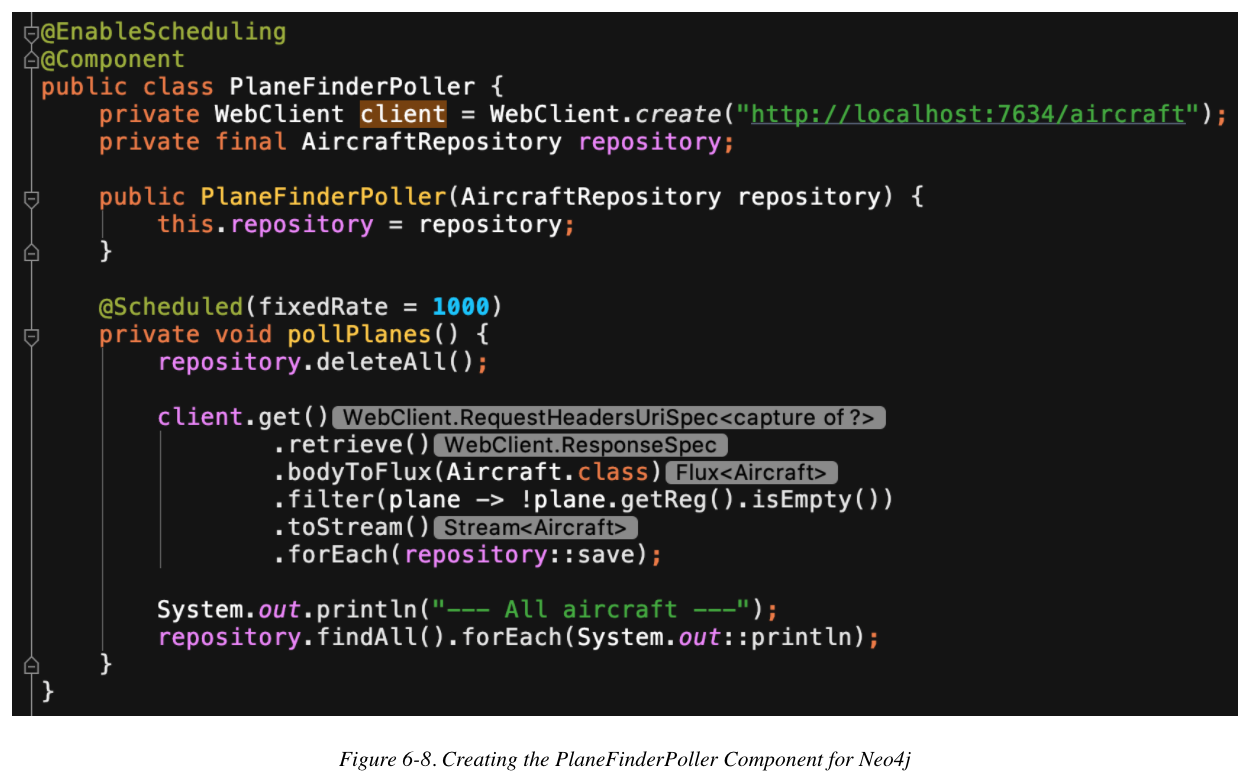 @EnableScheduling
@Component
public class PlaneFinderPoller {
    private WebClient client = WebClient.create("http://localhost:7634/aircraft");
    private final AircraftRepository repository;

    public PlaneFinderPoller(AircraftRepository repository) {
        this.repository = repository;
    }

    @Scheduled(fixedRate = 1000)
    private void pollPlanes() {
        repository.deleteAll();

        client.get() WebClient.RequestHeadersUriSpec<capture of ?>
                .retrieve() WebClient.ResponseSpec
                .bodyToFlux(Aircraft.class) Flux<Aircraft>
                .filter(plane -> !plane.getReg().isEmpty())
                .toStream() Stream<Aircraft>
                .forEach(repository::save);

        System.out.println("--- All aircraft ---");
        repository.findAll().forEach(System.out::println);
    }
}
Figure 6-8. Creating the PlaneFinderPoller Component for Neo4j